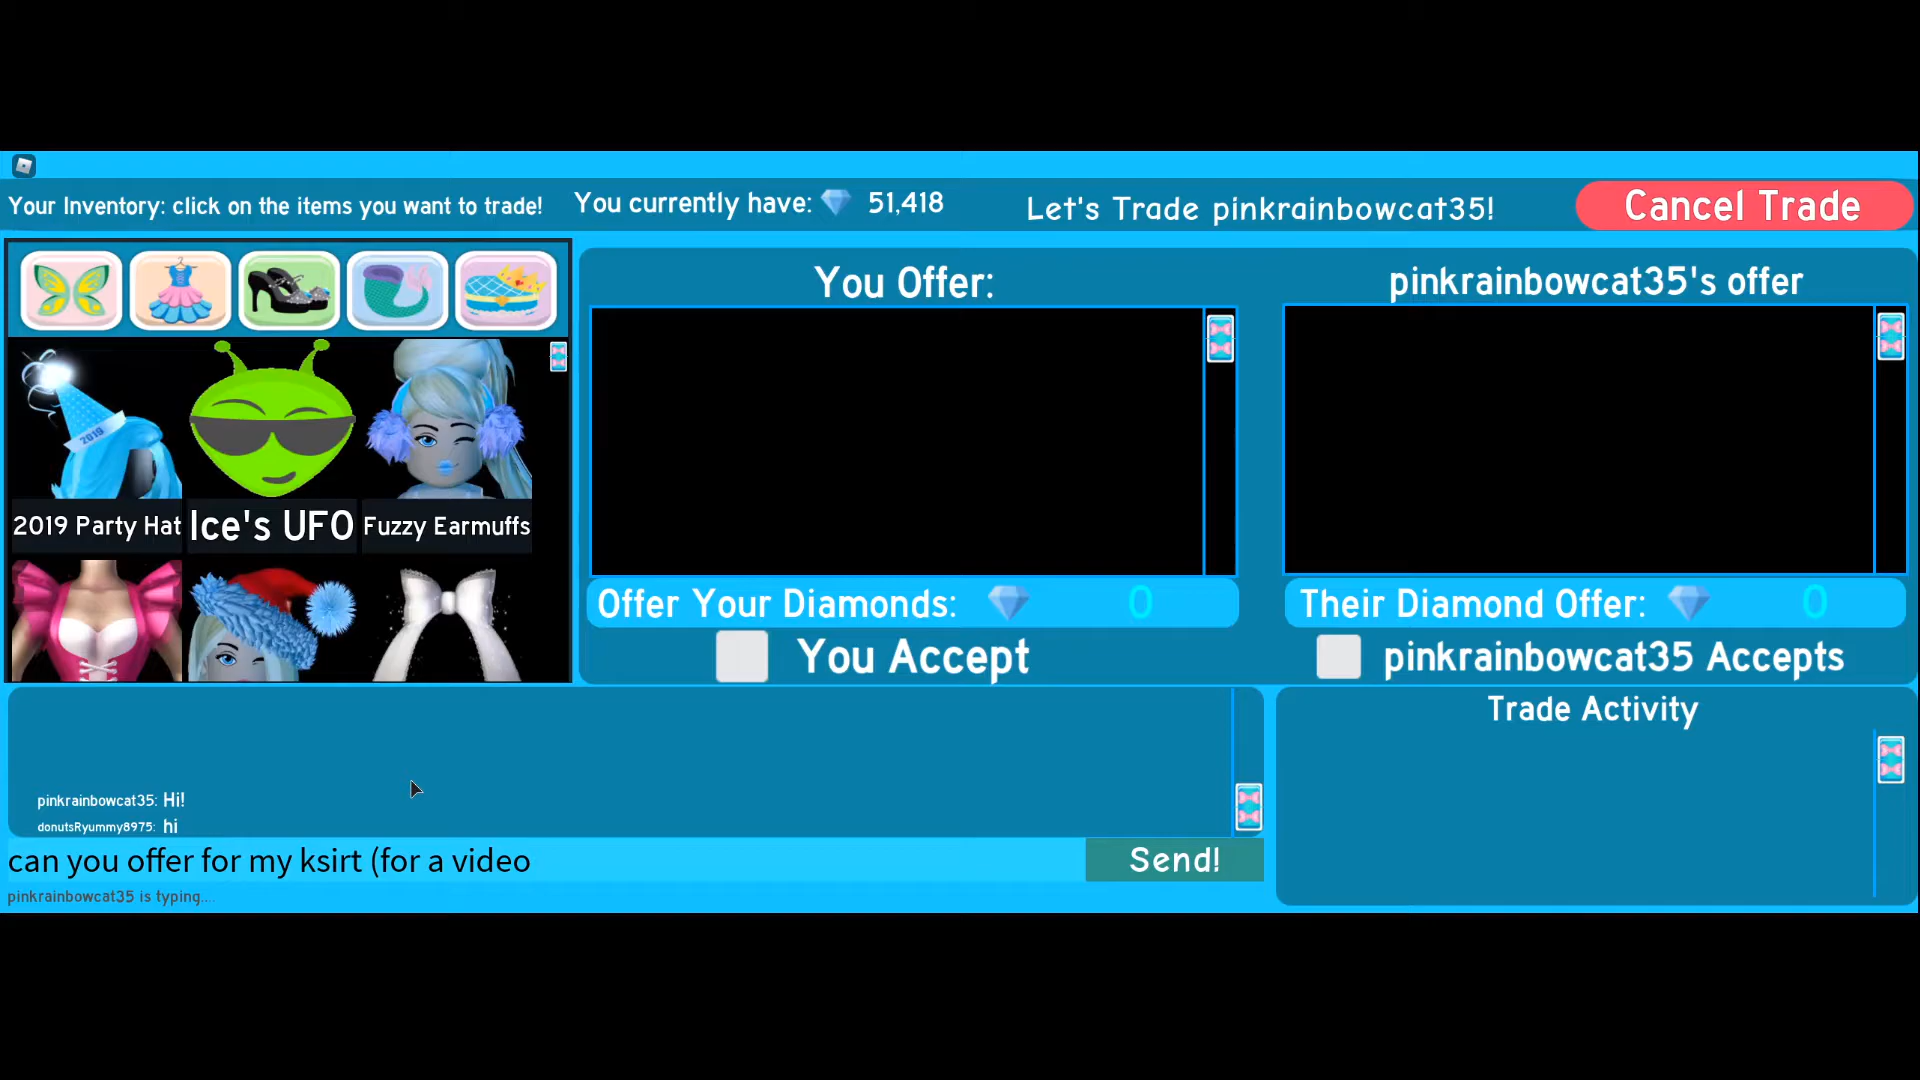 Your Inventory: click on the items you want to trade!
You currently have: 51,418
Let's Trade pinkrainbowcat35!
Cancel Trade
You Offer:
pinkrainbowcat35's offer
2019
2019 Party Hat
Ice's UFO
Fuzzy Earmuffs
Offer Your Diamonds: 0
Their Diamond Offer: 0
You Accept
pinkrainbowcat35 Accepts
Trade Activity
pinkrainbowcat35: Hi!
donutsRyummy8975: hi
can you offer for my ksirt (for a video
Send!
pinkrainbowcat35 is typing....